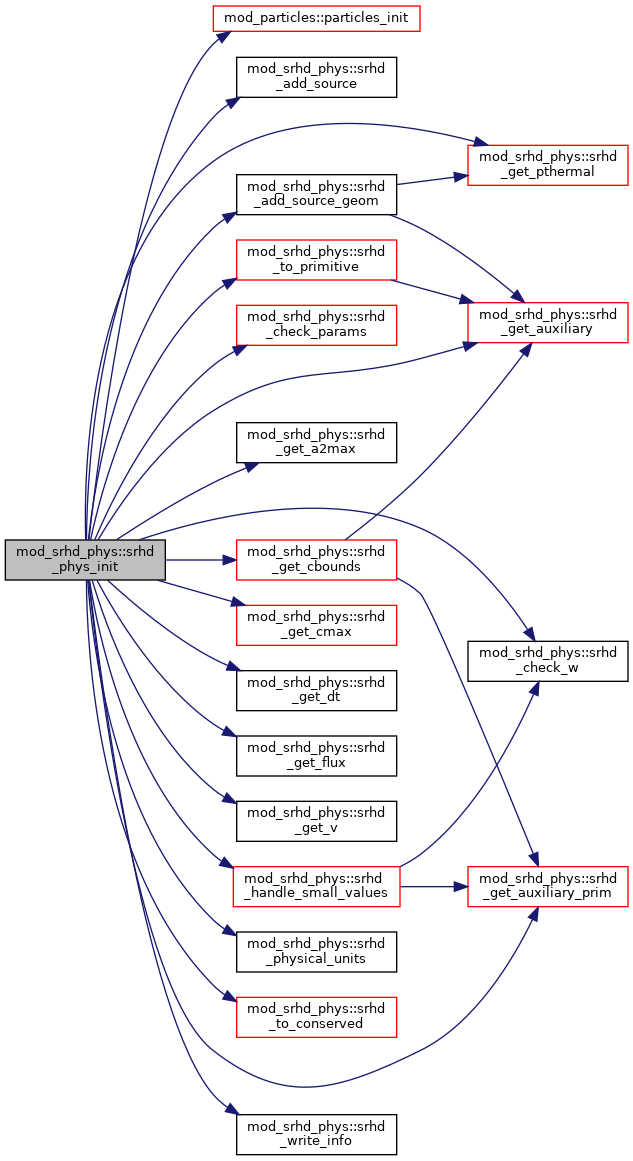 mod_particles::particles_init
mod_srhd_phys::srhd
_add_source
mod_srhd_phys::srhd
_get_pthermal
mod_srhd_phys::srhd
_add_source_geom
mod_srhd_phys::srhd
_to_primitive
mod_srhd_phys::srhd
_check_params
mod_srhd_phys::srhd
_get_auxiliary
mod_srhd_phys::srhd
_get_a2max
mod_srhd_phys::srhd
_phys_init
mod_srhd_phys::srhd
_get_cbounds
mod_srhd_phys::srhd
_get_cmax
mod_srhd_phys::srhd
_check_w
mod_srhd_phys::srhd
_get_dt
mod_srhd_phys::srhd
_get_flux
mod_srhd_phys::srhd
_get_v
mod_srhd_phys::srhd
_handle_small_values
mod_srhd_phys::srhd
_get_auxiliary_prim
mod_srhd_phys::srhd
_physical_units
mod_srhd_phys::srhd
_to_conserved
mod_srhd_phys::srhd
_write_info